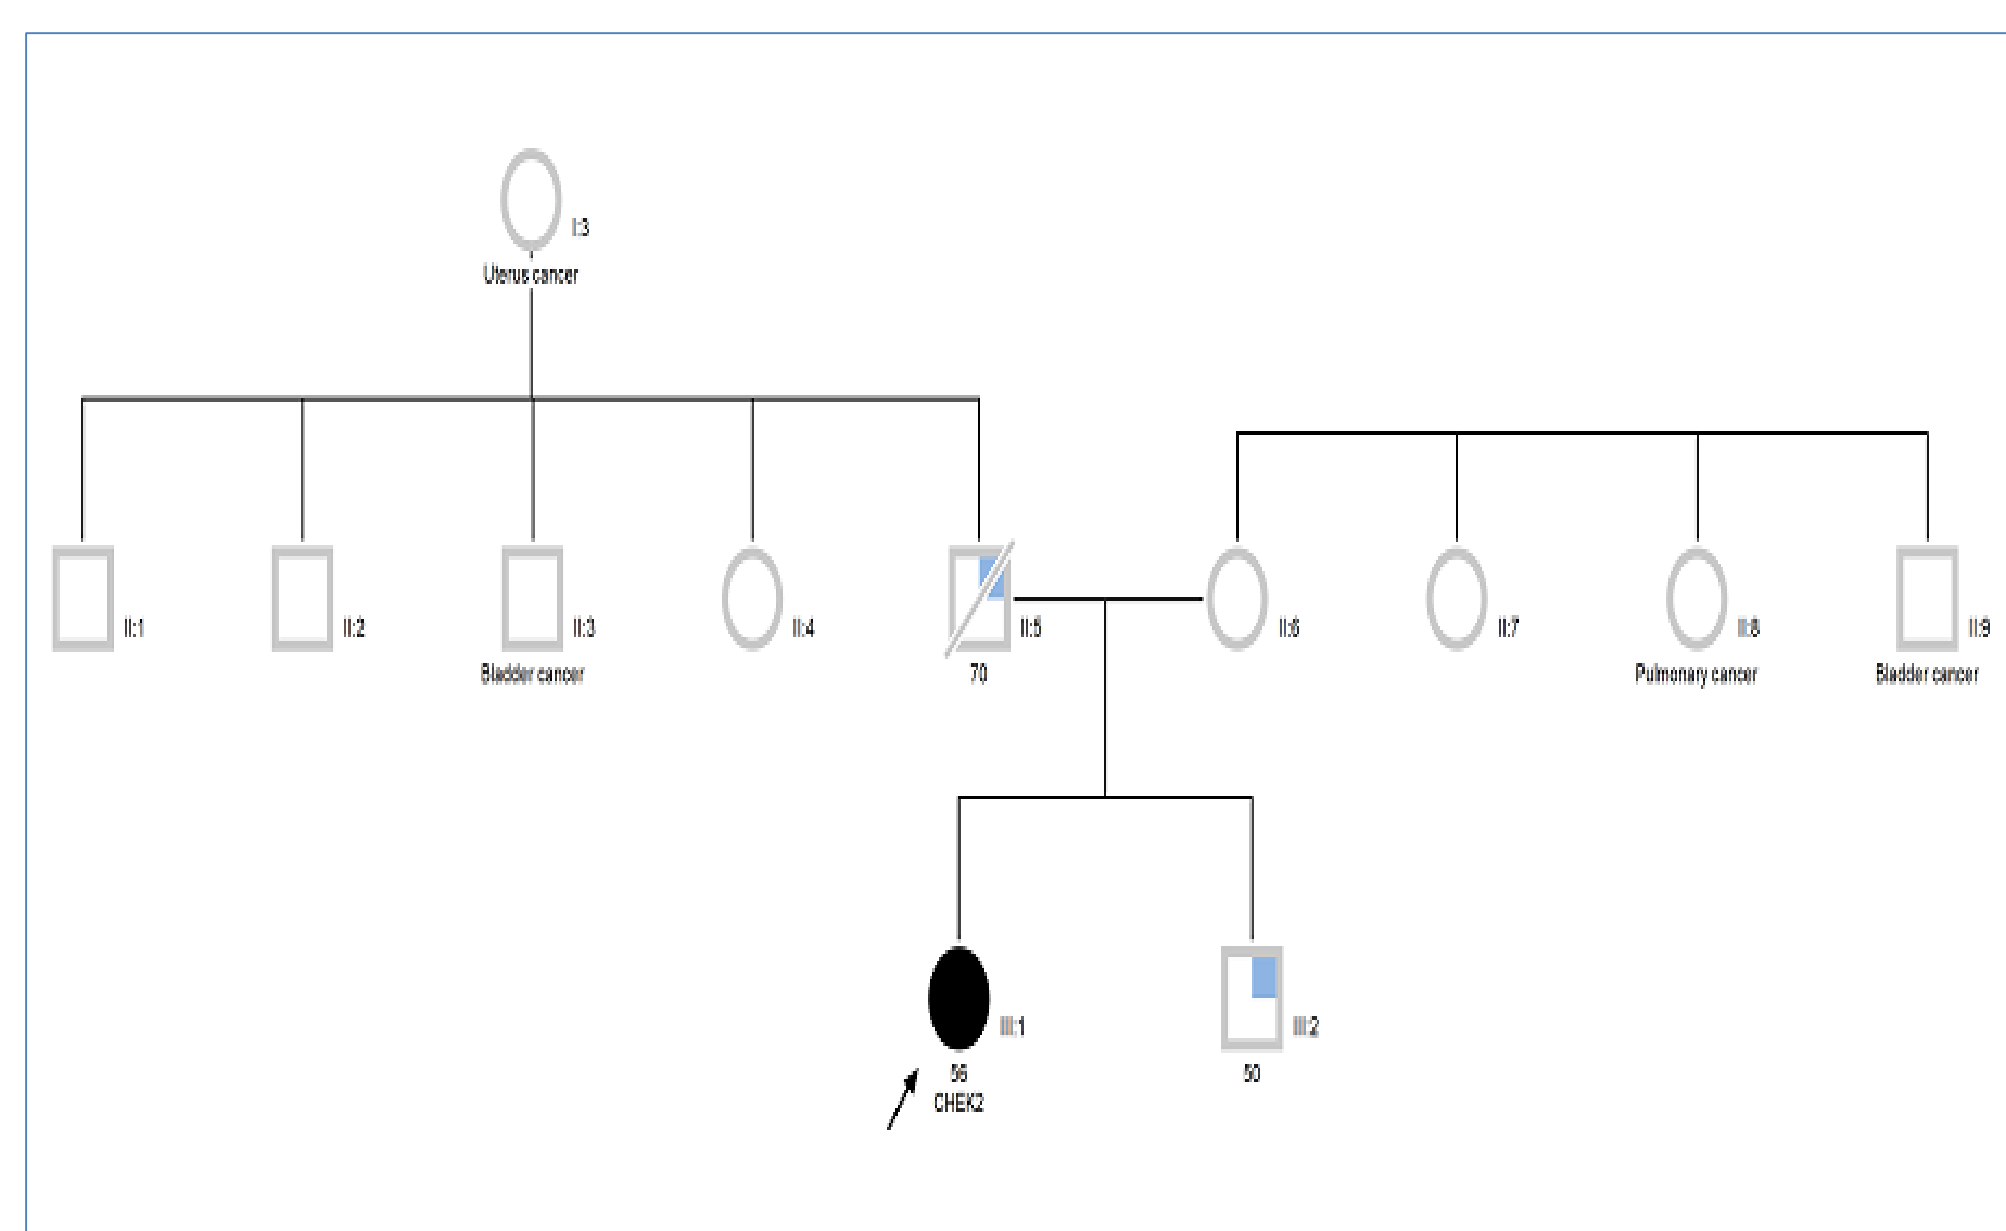 I:3
Uterus cancer
II:1
II:2
II:3
II:4
II:5
II:6
II:7
II:8
II:9
Bladder cancer
70
Pulmonary cancer
Bladder cancer
III:1
III:2
56
50
CHEK2